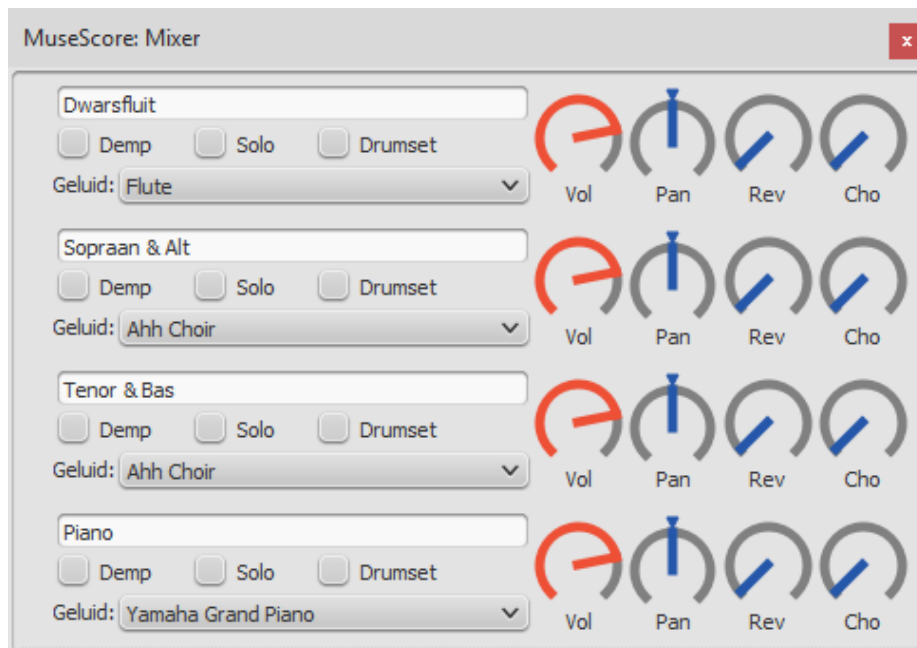 MuseScore: Mixer
x
Dwarsfluit
Demp Solo Drumset
Geluid: Flute
Vol Pan Rev Cho
Sopraan & Alt
Demp Solo Drumset
Geluid: Ahh Choir
Vol Pan Rev Cho
Tenor & Bas
Demp Solo Drumset
Geluid: Ahh Choir
Vol Pan Rev Cho
Piano
Demp Solo Drumset
Geluid: Yamaha Grand Piano
Vol Pan Rev Cho